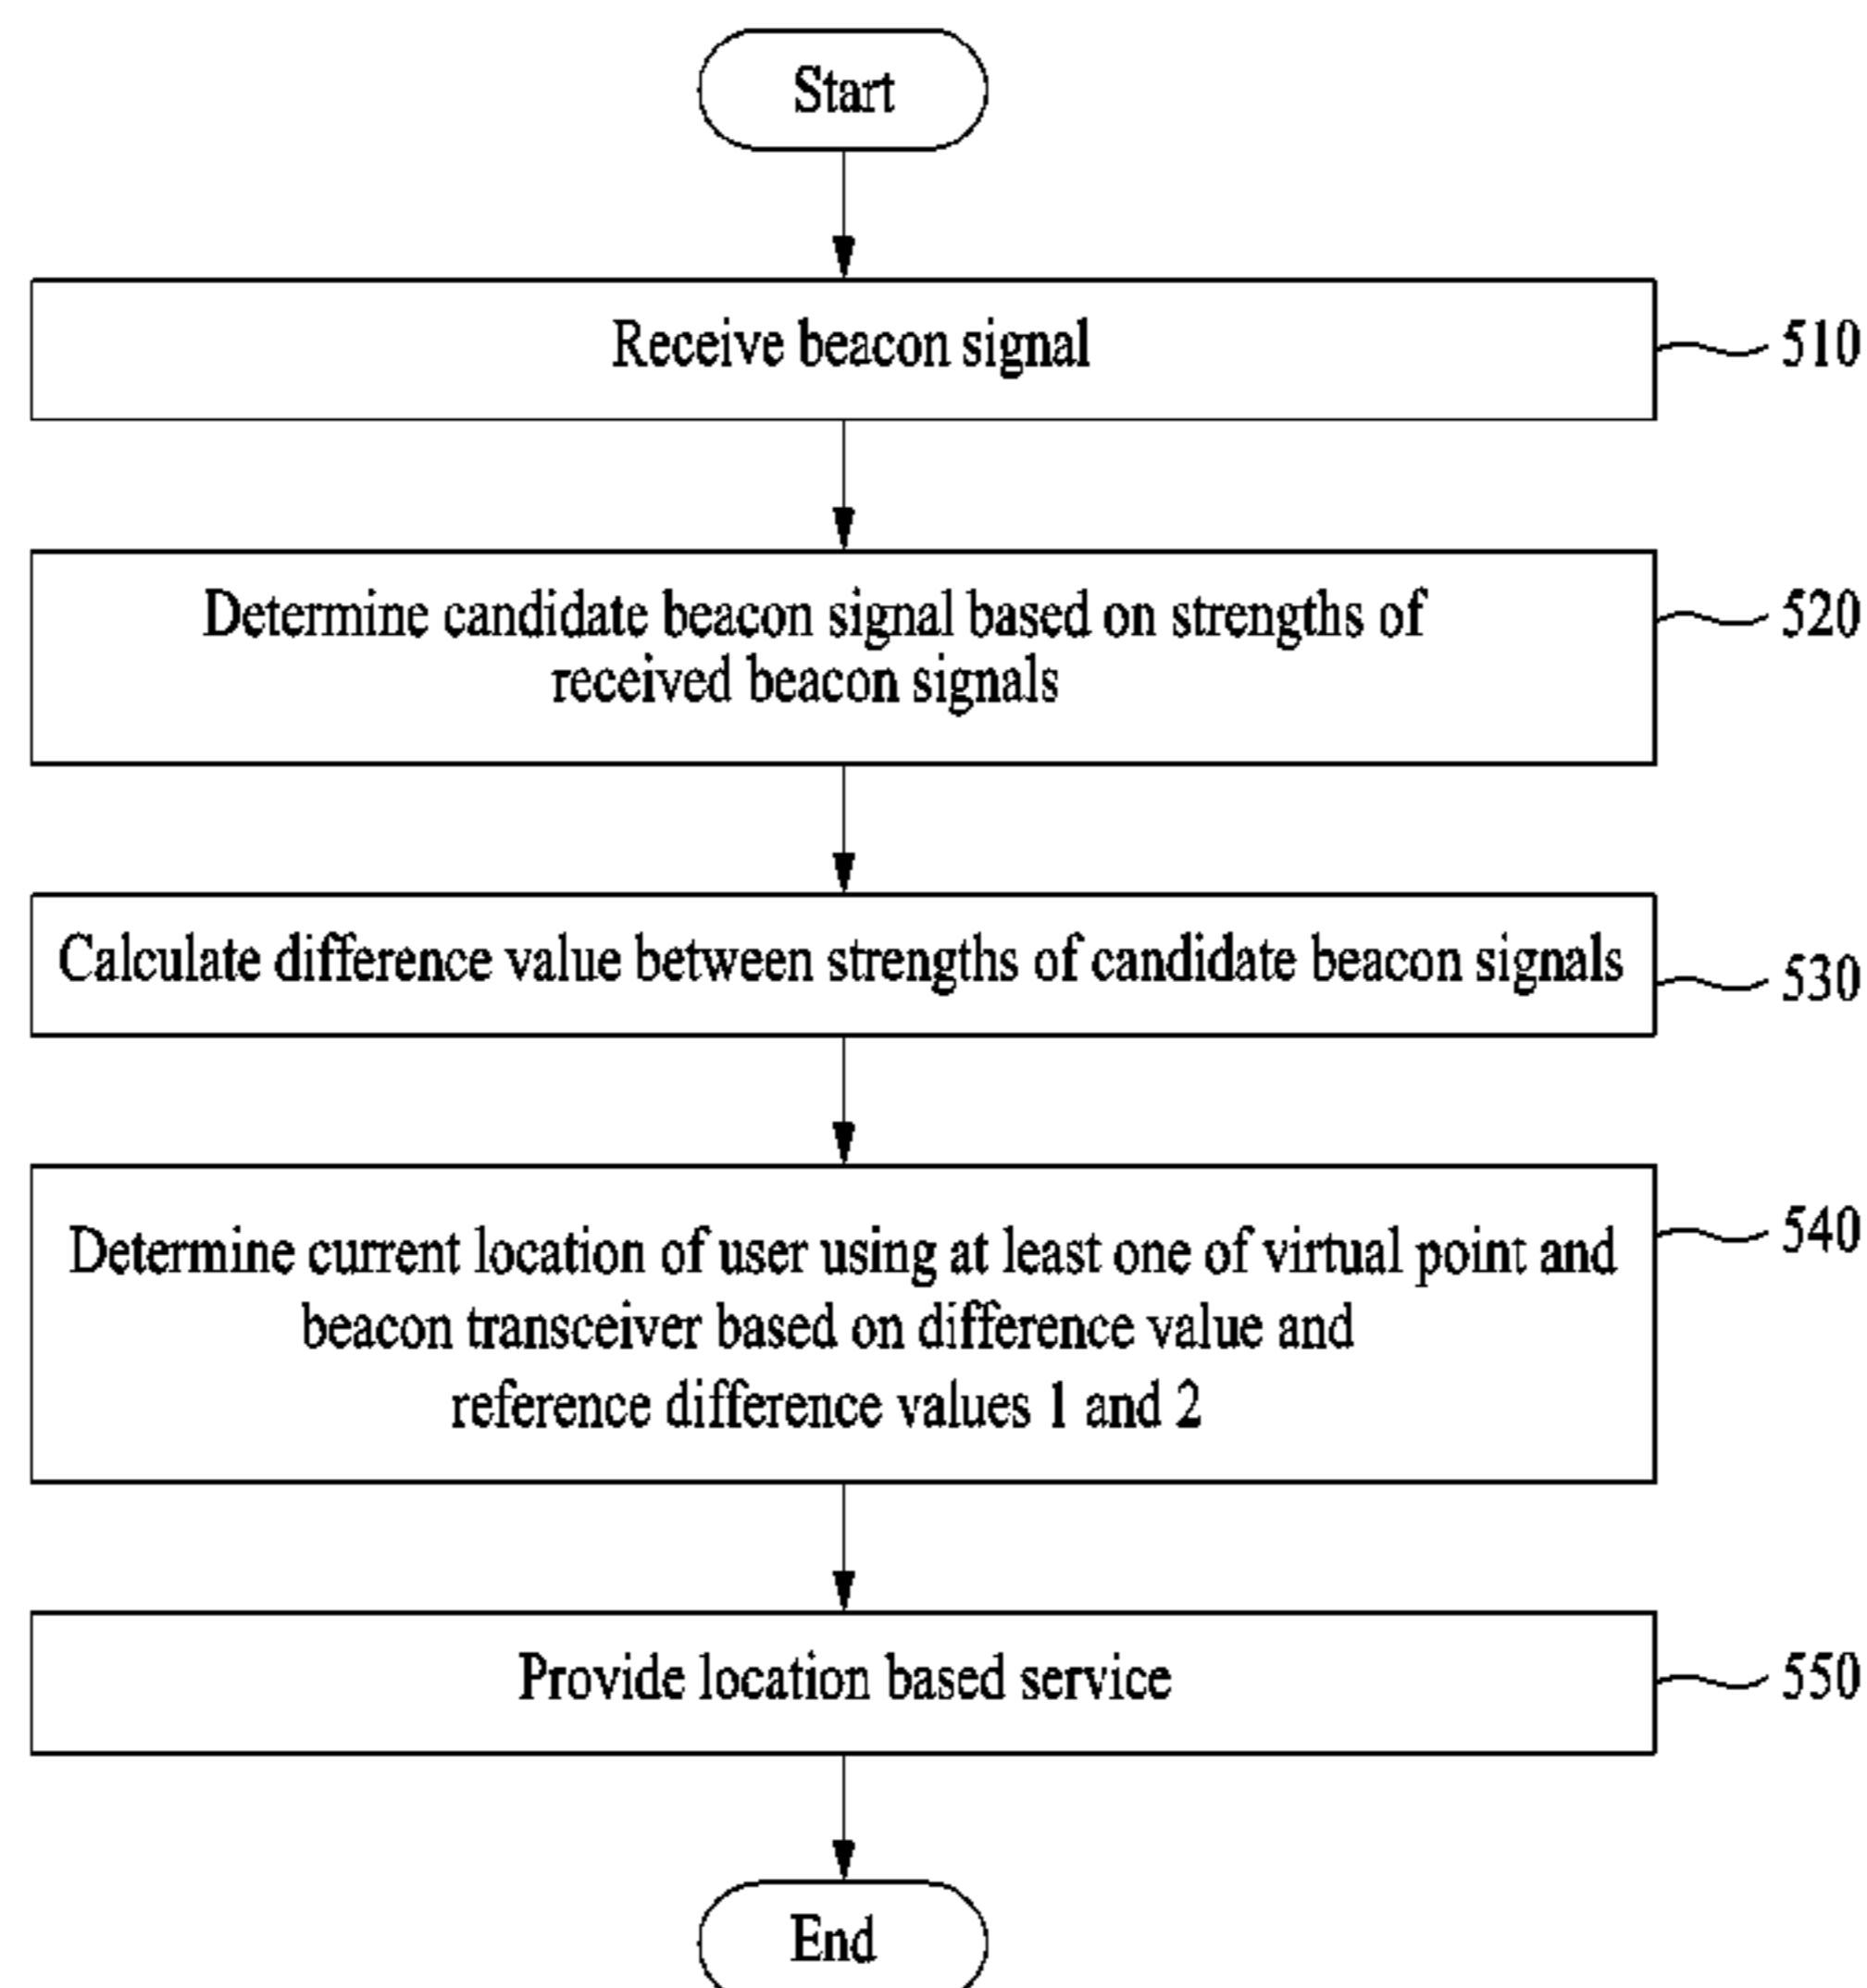 Start
Receive beacon signal
510
Determine candidate beacon signal based on strengths of
received beacon signals
520
Calculate difference value between strengths of candidate beacon signals
530
Determine current location of user using at least one of virtual point and
beacon transceiver based on difference value and
reference difference values 1 and 2
540
Provide location based service
550
End